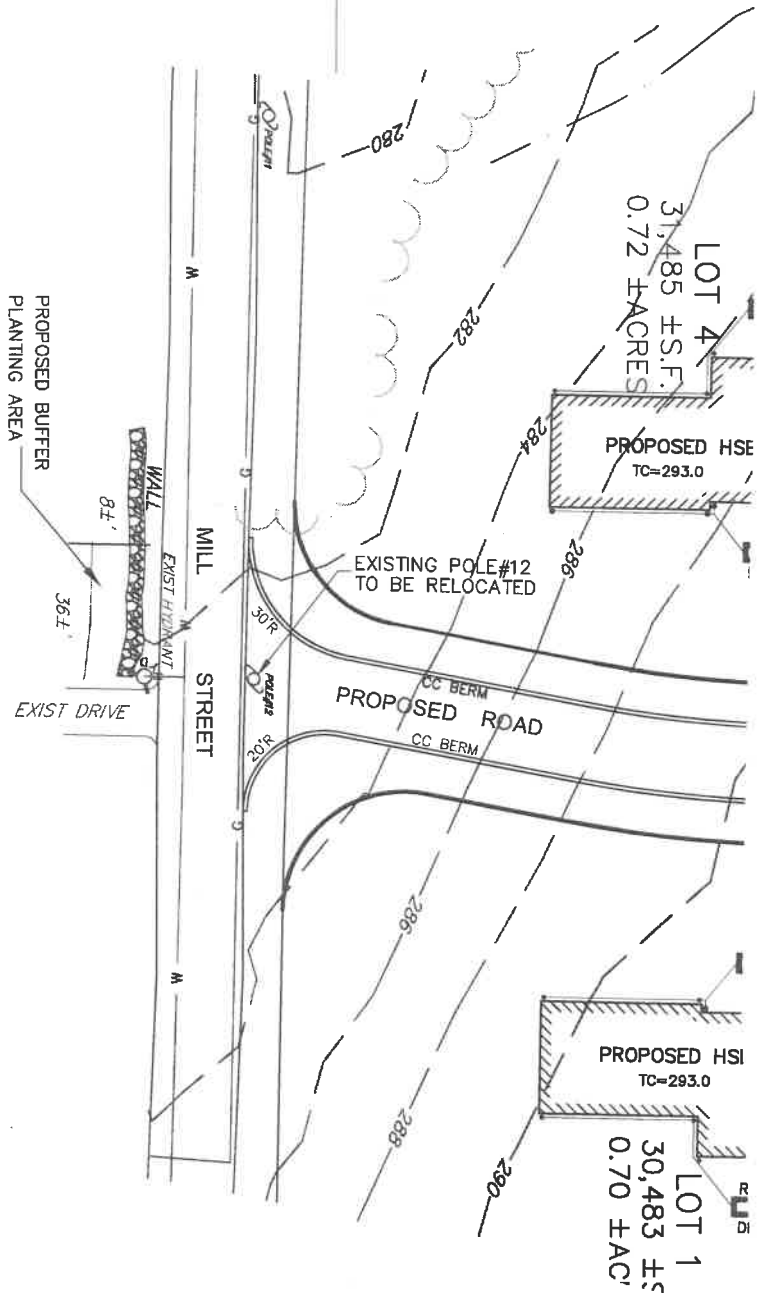 LOT 4
31,485 ±S.F.
0.72 ±ACRES
PROPOSED HSE
TC=293.0
280
282
284
286
G
POLE#11
W
G
EXISTING POLE#12
TO BE RELOCATED
30'R
POLE#12
20'R
CC BERM
PROPOSED ROAD
CC BERM
MILL STREET
W
WALL
EXIST HYDRANT
8±'
36±'
PROPOSED BUFFER
PLANTING AREA
EXIST DRIVE
G
W
286
288
290
PROPOSED HSE
TC=293.0
LOT 1
30,483 ±S
0.70 ±AC
R
DI